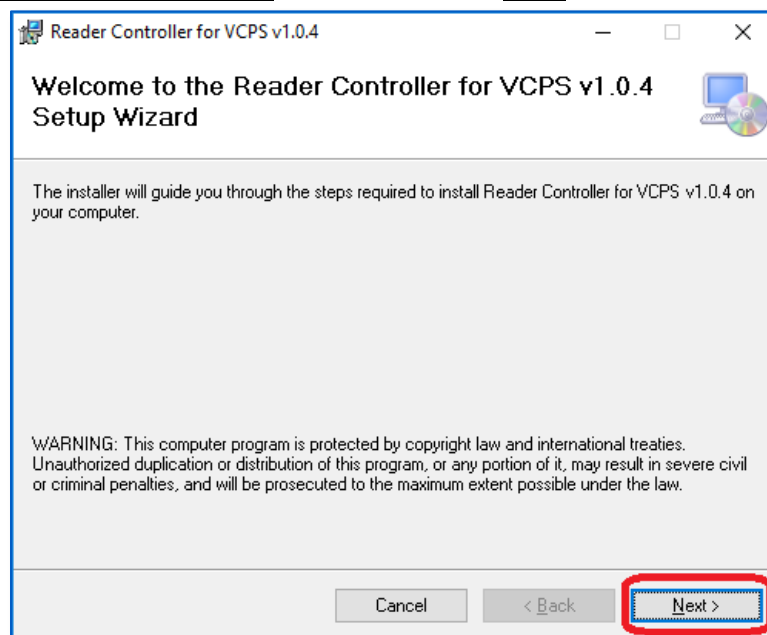 Reader Controller for VCPS v1.0.4
Welcome to the Reader Controller for VCPS v1.0.4
Setup Wizard
The installer will guide you through the steps required to install Reader Controller for VCPS v1.0.4 on
your computer.
WARNING: This computer program is protected by copyright law and international treaties.
Unauthorized duplication or distribution of this program, or any portion of it, may result in severe civil
or criminal penalties, and will be prosecuted to the maximum extent possible under the law.
Cancel < Back Next >